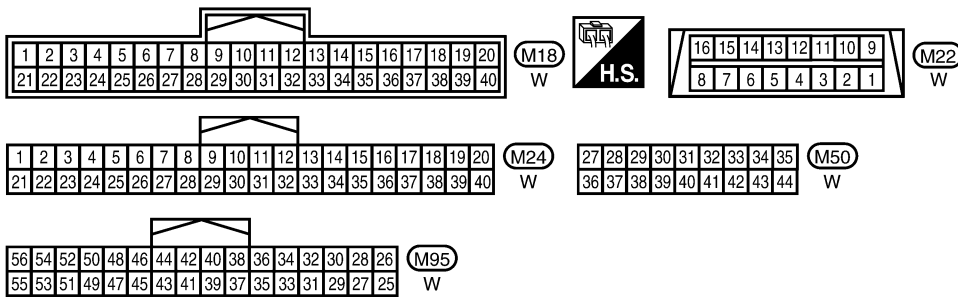 1 2 3 4 5 6 7 8 9 10 11 12 13 14 15 16 17 18 19 20
21 22 23 24 25 26 27 28 29 30 31 32 33 34 35 36 37 38 39 40
M18
W
H.S.
16 15 14 13 12 11 10 9
8 7 6 5 4 3 2 1
M22
W
1 2 3 4 5 6 7 8 9 10 11 12 13 14 15 16 17 18 19 20
21 22 23 24 25 26 27 28 29 30 31 32 33 34 35 36 37 38 39 40
M24
W
27 28 29 30 31 32 33 34 35
36 37 38 39 40 41 42 43 44
M50
W
56 54 52 50 48 46 44 42 40 38 36 34 32 30 28 26
55 53 51 49 47 45 43 41 39 37 35 33 31 29 27 25
M95
W